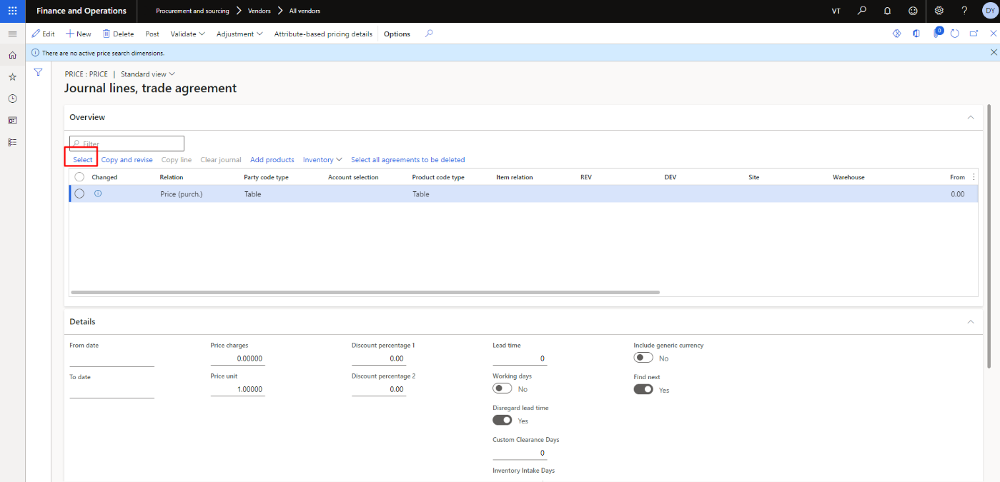 Finance and Operations Procurement and sourcing Vendors All vendors VT DY
Edit New Delete Post Validate Adjustment Attribute-based pricing details Options 0
There are no active price search dimensions.
PRICE : PRICE | Standard view
Journal lines, trade agreement
Overview
Filter
Select Copy and revise Copy line Clear journal Add products Inventory Select all agreements to be deleted
Changed Relation Party code type Account selection Product code type Item relation REV DEV Site Warehouse From
Price (purch.) Table Table 0.00
Details
From date Price charges Discount percentage 1 Lead time Include generic currency
0.00000 0.00 0 No
To date Price unit Discount percentage 2 Working days Find next
1.00000 0.00 No Yes
Disregard lead time
Yes
Custom Clearance Days
0
Inventory Intake Days